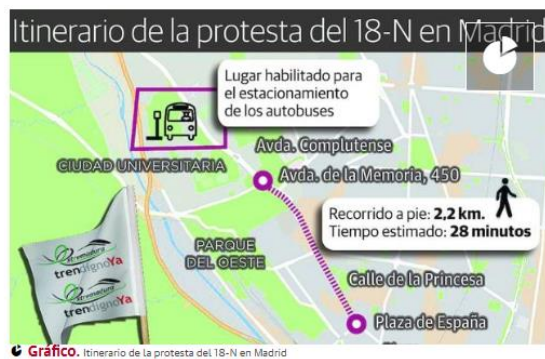 Itinerario de la protesta del 18-N en Madrid
Lugar habilitado para
el estacionamiento
de los autobuses
Avda. Complutense
CIUDAD UNIVERSITARIA
Avda. de la Memoria, 450
Recorrido a pie: 2,2 km.
Tiempo estimado: 28 minutos
PARQUE
DEL OESTE
Extremadura
trendignoYa
Extremadura
trendignoYa
Calle de la Princesa
Plaza de España
Gráfico. Itinerario de la protesta del 18-N en Madrid